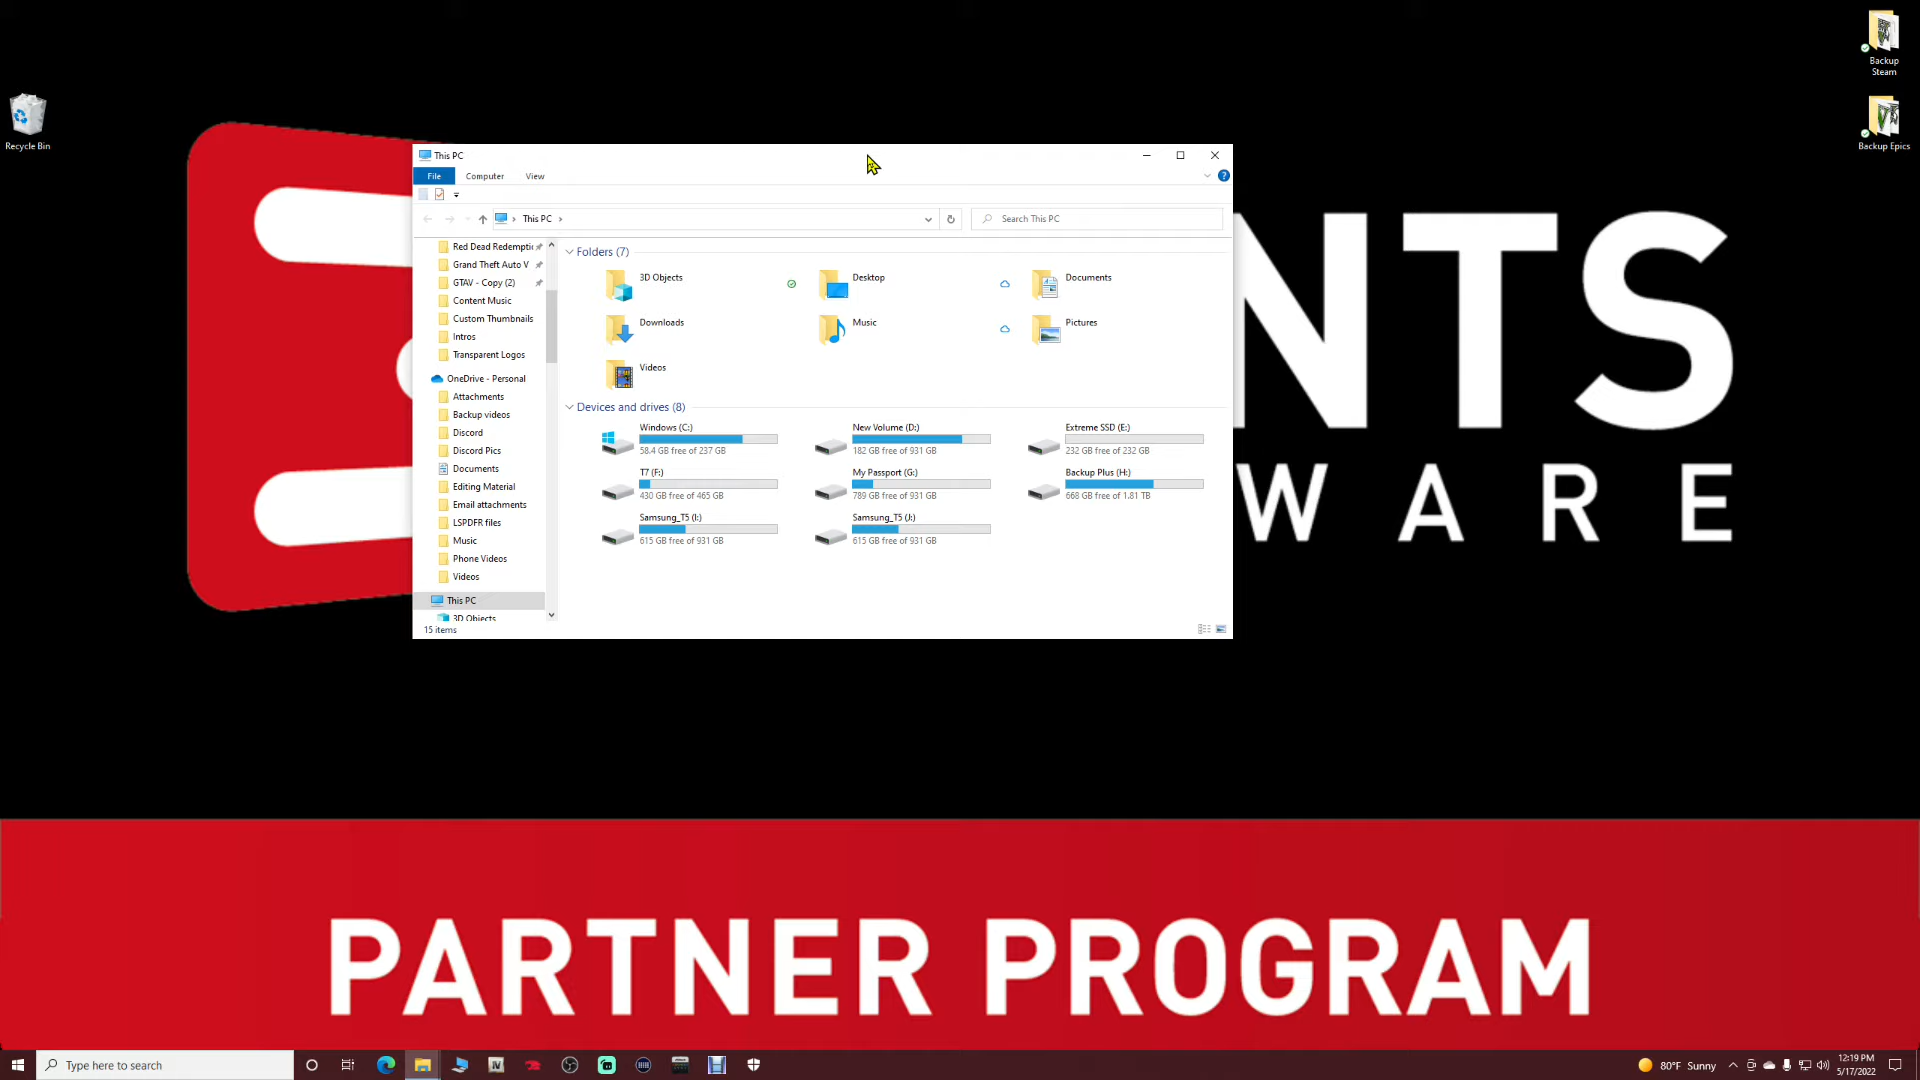 Backup
Steam
Backup Epics
Recycle Bin
This PC
File
Computer
View
This PC
Search This PC
Red Dead Redemptic
Grand Theft Auto V
GTAV - Copy (2)
Content Music
Custom Thumbnails
Intros
Transparent Logos
OneDrive - Personal
Attachments
Backup videos
Discord
Discord Pics
Documents
Editing Material
Email attachments
LSPDFR files
Music
Phone Videos
Videos
This PC
3D Objects
15 items
Folders (7)
3D Objects
Desktop
Documents
Downloads
Music
Pictures
Videos
Devices and drives (8)
Windows (C:)
58.4 GB free of 237 GB
New Volume (D:)
182 GB free of 931 GB
Extreme SSD (E:)
232 GB free of 232 GB
T7 (F:)
430 GB free of 465 GB
My Passport (G:)
789 GB free of 931 GB
Backup Plus (H:)
668 GB free of 1.81 TB
Samsung_T5 (I:)
615 GB free of 931 GB
Samsung_T5 (J:)
615 GB free of 931 GB
NTS
WARE
PARTNER PROGRAM
Type here to search
IV
80°F Sunny
12:19 PM
5/17/2022